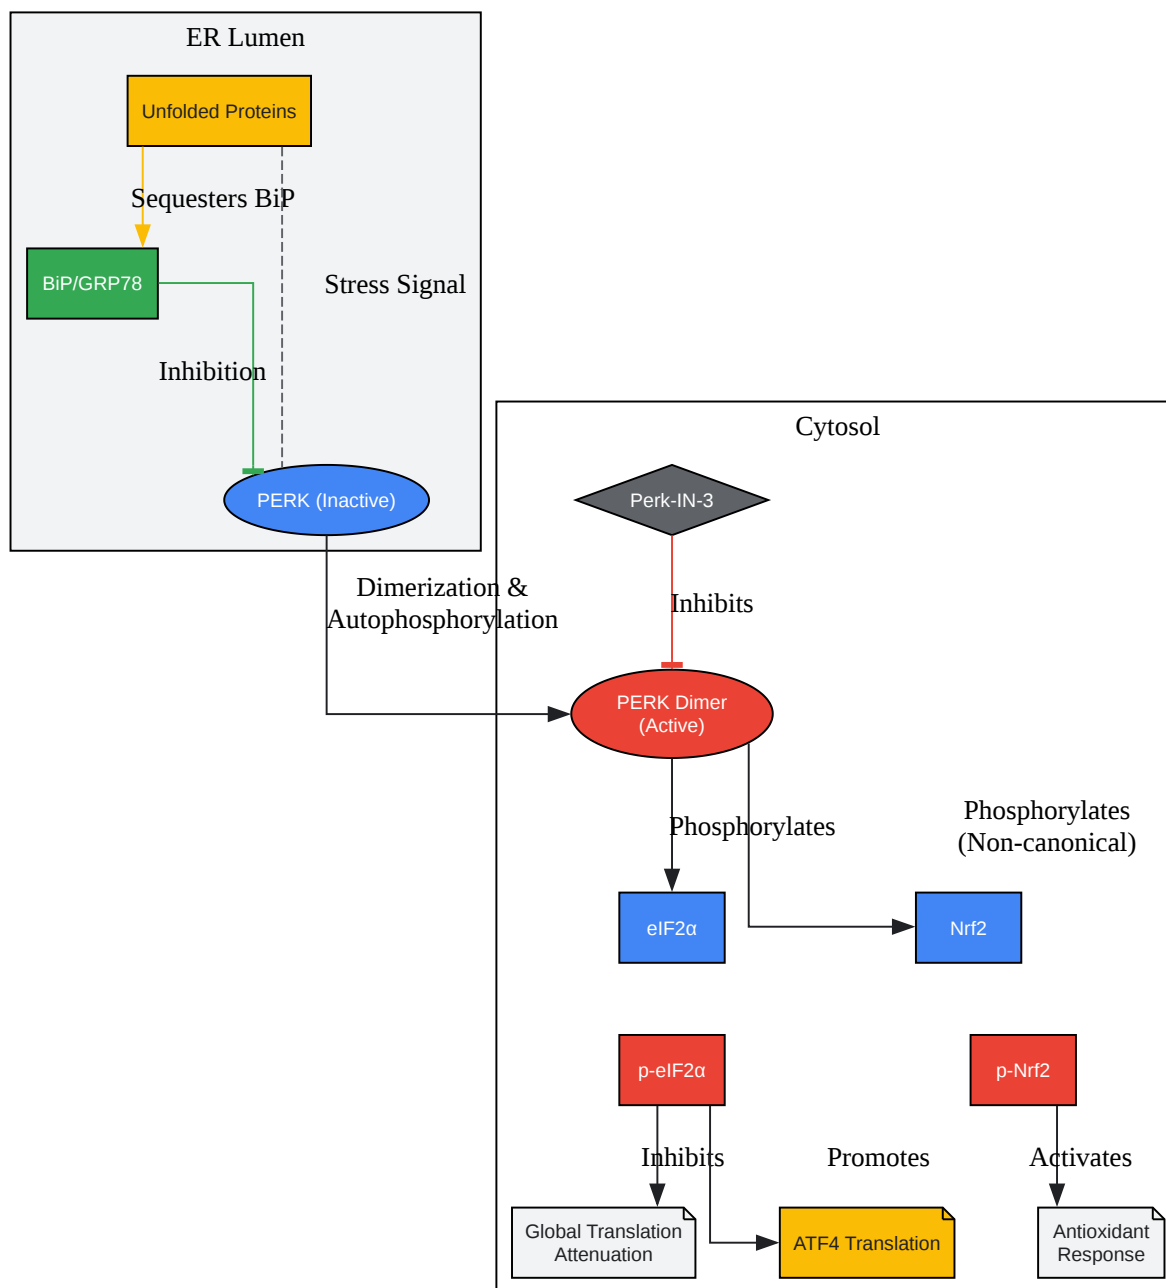 ER Lumen
Unfolded Proteins
Sequesters BiP
BiP/GRP78
Stress Signal
Inhibition
PERK (Inactive)
Cytosol
Perk-IN-3
Dimerization &
Autophosphorylation
Inhibits
PERK Dimer
(Active)
Phosphorylates
Phosphorylates
(Non-canonical)
eIF2α
Nrf2
p-eIF2α
p-Nrf2
Inhibits
Promotes
Activates
Global Translation
Attenuation
ATF4 Translation
Antioxidant
Response